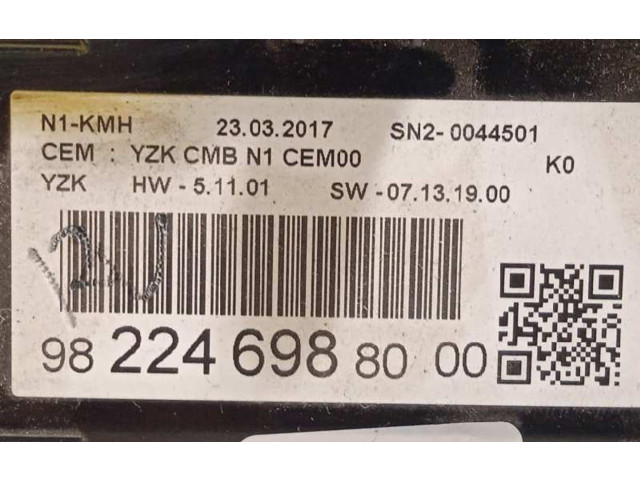 N1-KMH 23.03.2017 SN2-0044501
CEM : YZK CMB N1 CEM00 K0
YZK HW - 5.11.01 SW -07.13.19.00
98 224 698 80 00